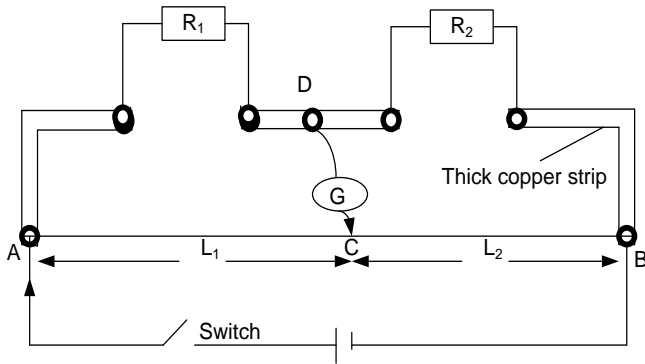 R₁
R₂
D
Thick copper strip
G
A
L₁
C
L₂
B
Switch